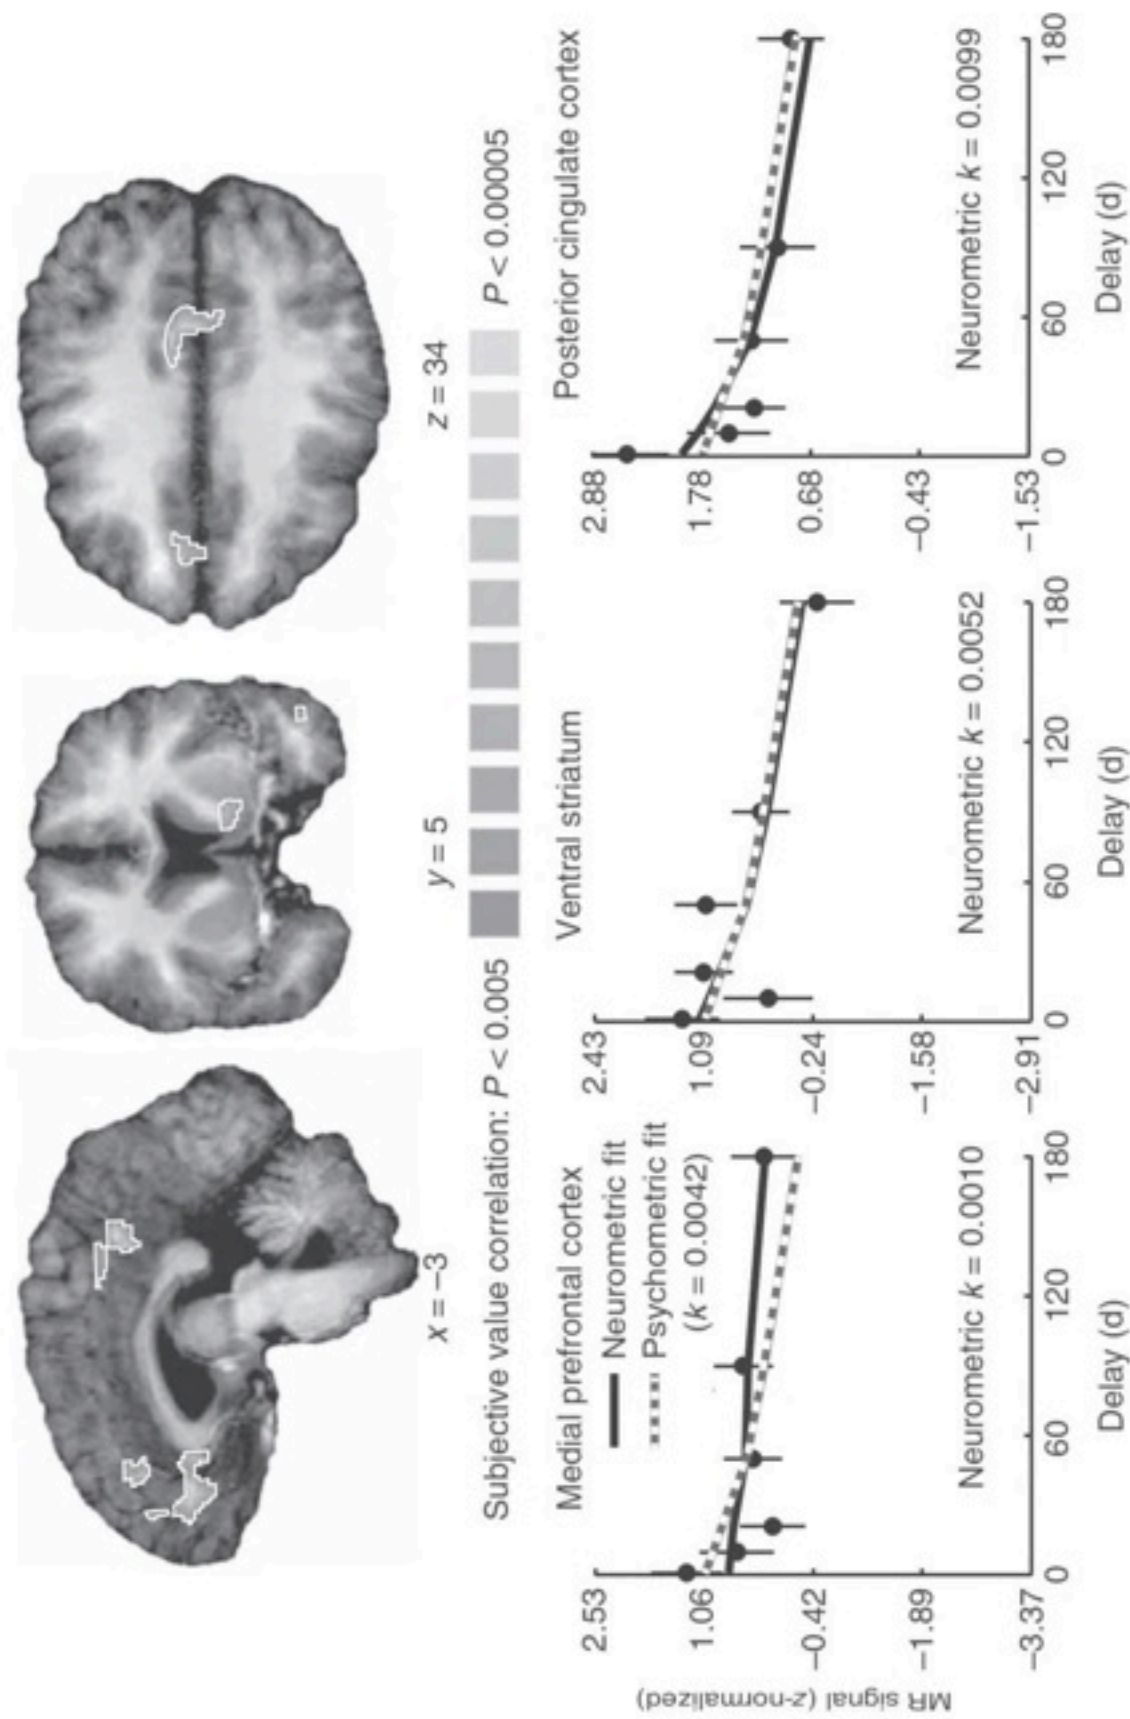 x = −3
y = 5
z = 34
Subjective value correlation: P < 0.005
P < 0.00005
Medial prefrontal cortex
Neurometric fit
Psychometric fit
(k = 0.0042)
MR signal (z-normalized)
2.53
1.06
−0.42
−1.89
−3.37
0
60
120
180
Neurometric k = 0.0010
Delay (d)
Ventral striatum
2.43
1.09
−0.24
−1.58
−2.91
0
60
120
180
Neurometric k = 0.0052
Delay (d)
Posterior cingulate cortex
2.88
1.78
0.68
−0.43
−1.53
0
60
120
180
Neurometric k = 0.0099
Delay (d)